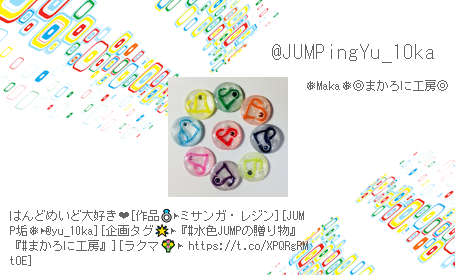 @JUMPingYu_10ka
❅Maka❅◎まかろに工房◎
はんどめいど大好き❤[作品💍▸ミサンガ・レジン][JUM
P垢❅▸@yu_10ka][企画タグ💥▸『#水色JUMPの贈り物』
『#まかろに工房』][ラクマ💐▸ https://t.co/XPQRgRM
tOE]